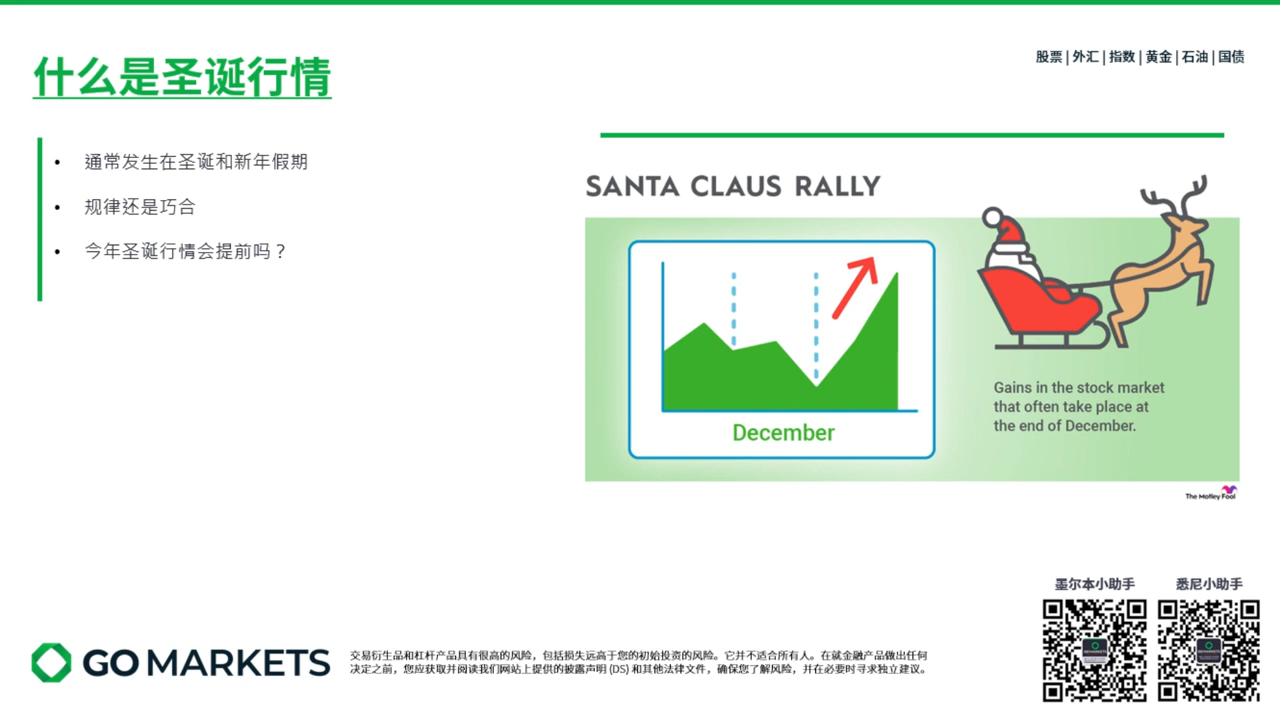 什么是圣诞行情
股票 | 外汇 | 指数 | 黄金 | 石油 | 国债
• 通常发生在圣诞和新年假期
• 规律还是巧合
• 今年圣诞行情会提前吗？
SANTA CLAUS RALLY
December
Gains in the stock market
that often take place at
the end of December.
The Motley Fool
墨尔本小助手
悉尼小助手
GO MARKETS
交易衍生品和杠杆产品具有很高的风险，包括损失远高于您的初始投资的风险。它并不适合所有人。在就金融产品做出任何
决定之前，您应获取并阅读我们网站上提供的披露声明 (DS) 和其他法律文件，确保您了解风险，并在必要时寻求独立建议。